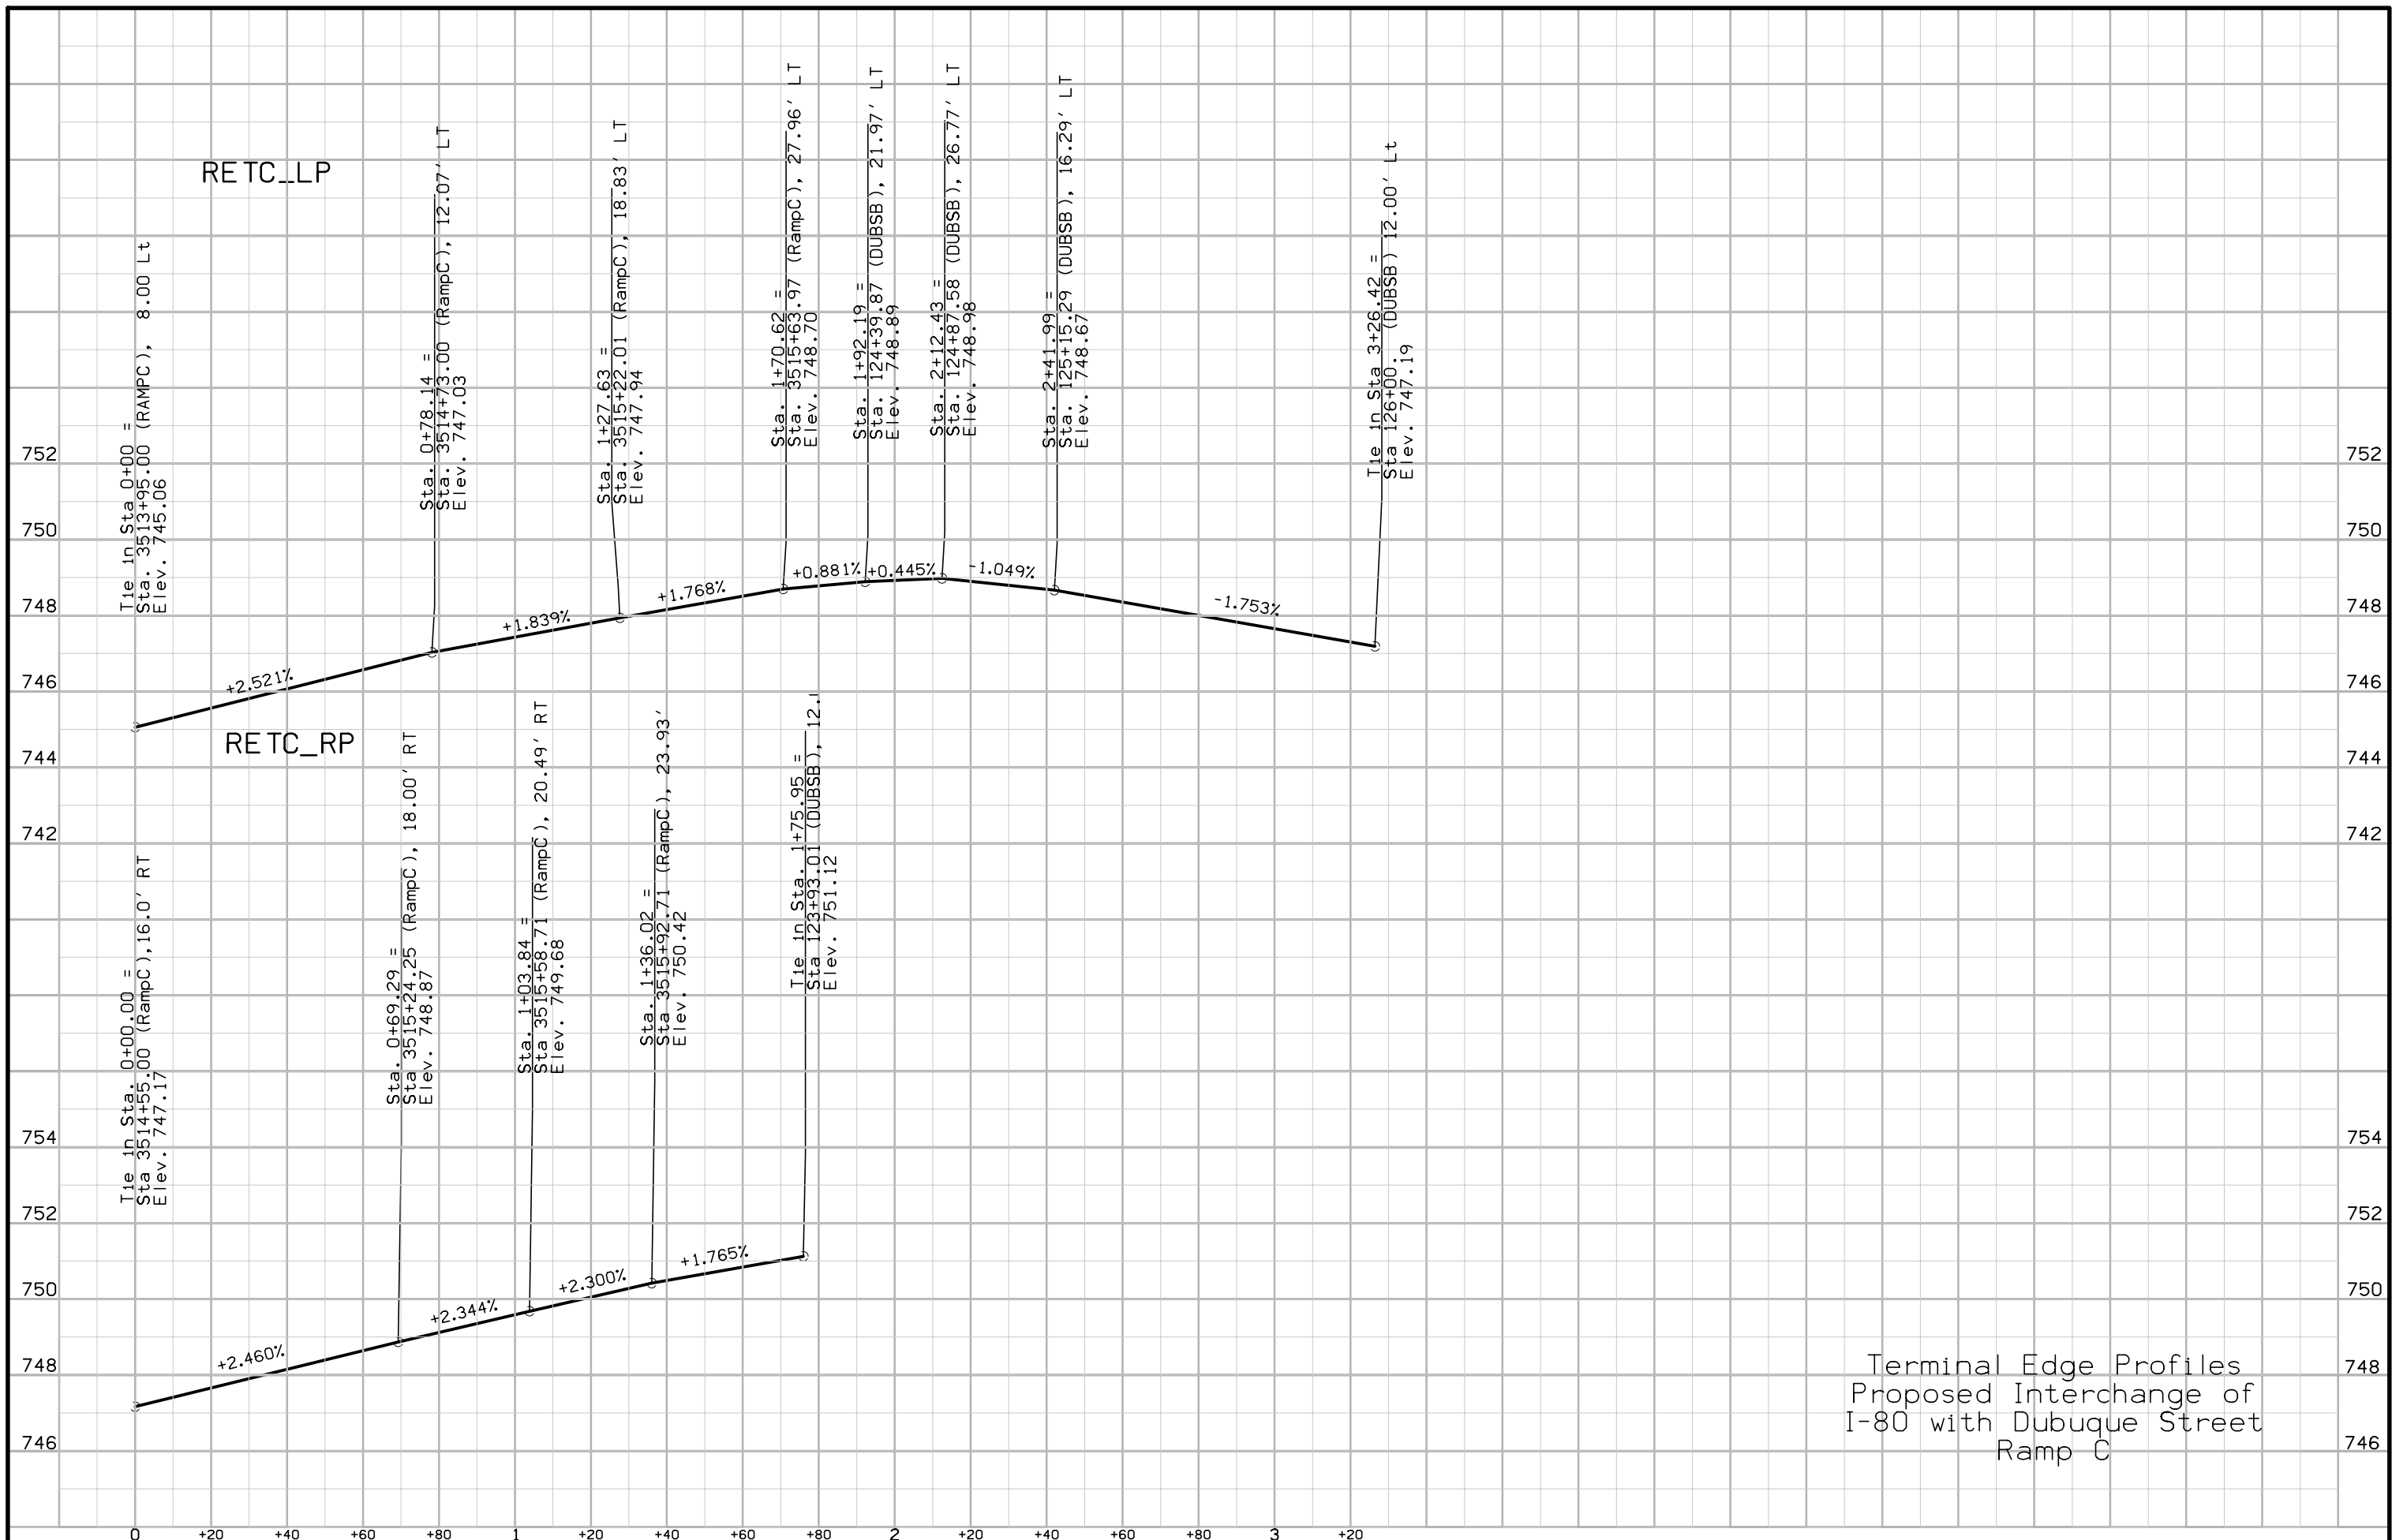 RETC_LP
Tie in Sta 0+00 =
Sta. 3513+95.00 (RAMPC), 8.00 Lt
Elev. 745.06
Sta. 0+78.14 =
Sta. 3514+73.00 (RampC), 12.07' LT
Elev. 747.03
Sta. 1+27.63 =
Sta. 3515+22.01 (RampC), 18.83' LT
Elev. 747.94
Sta. 1+70.62 =
Sta. 3515+63.97 (RampC), 27.96' LT
Elev. 748.70
Sta. 1+92.19 =
Sta. 124+39.87 (DUBSB), 21.97' LT
Elev. 748.89
Sta. 2+12.43 =
Sta. 124+87.58 (DUBSB), 26.77' LT
Elev. 748.98
Sta. 2+41.99 =
Sta. 125+15.29 (DUBSB), 16.29' LT
Elev. 748.67
Tie in Sta 3+26.42 =
Sta 126+00. (DUBSB) 12.00' Lt
Elev. 747.19
+2.521%
+1.839%
+1.768%
+0.881%
+0.445%
-1.049%
-1.753%
752 752
750 750
748 748
746 746
744 744
742 742
RETC_RP
Tie in Sta. 0+00.00 =
Sta 3514+55.00 (RampC),16.0' RT
Elev. 747.17
Sta. 0+69.29 =
Sta 3515+24.25 (RampC), 18.00' RT
Elev. 748.87
Sta. 1+03.84 =
Sta 3515+58.71 (RampC), 20.49' RT
Elev. 749.68
Sta. 1+36.02 =
Sta 3515+92.71 (RampC), 23.93'
Elev. 750.42
Tie in Sta. 1+75.95 =
Sta 123+93.01 (DUBSB), 12.
Elev. 751.12
+2.460%
+2.344%
+2.300%
+1.765%
754 754
752 752
750 750
748 748
746 746
Terminal Edge Profiles
Proposed Interchange of
I-80 with Dubuque Street
Ramp C
0 +20 +40 +60 +80 1 +20 +40 +60 +80 2 +20 +40 +60 +80 3 +20